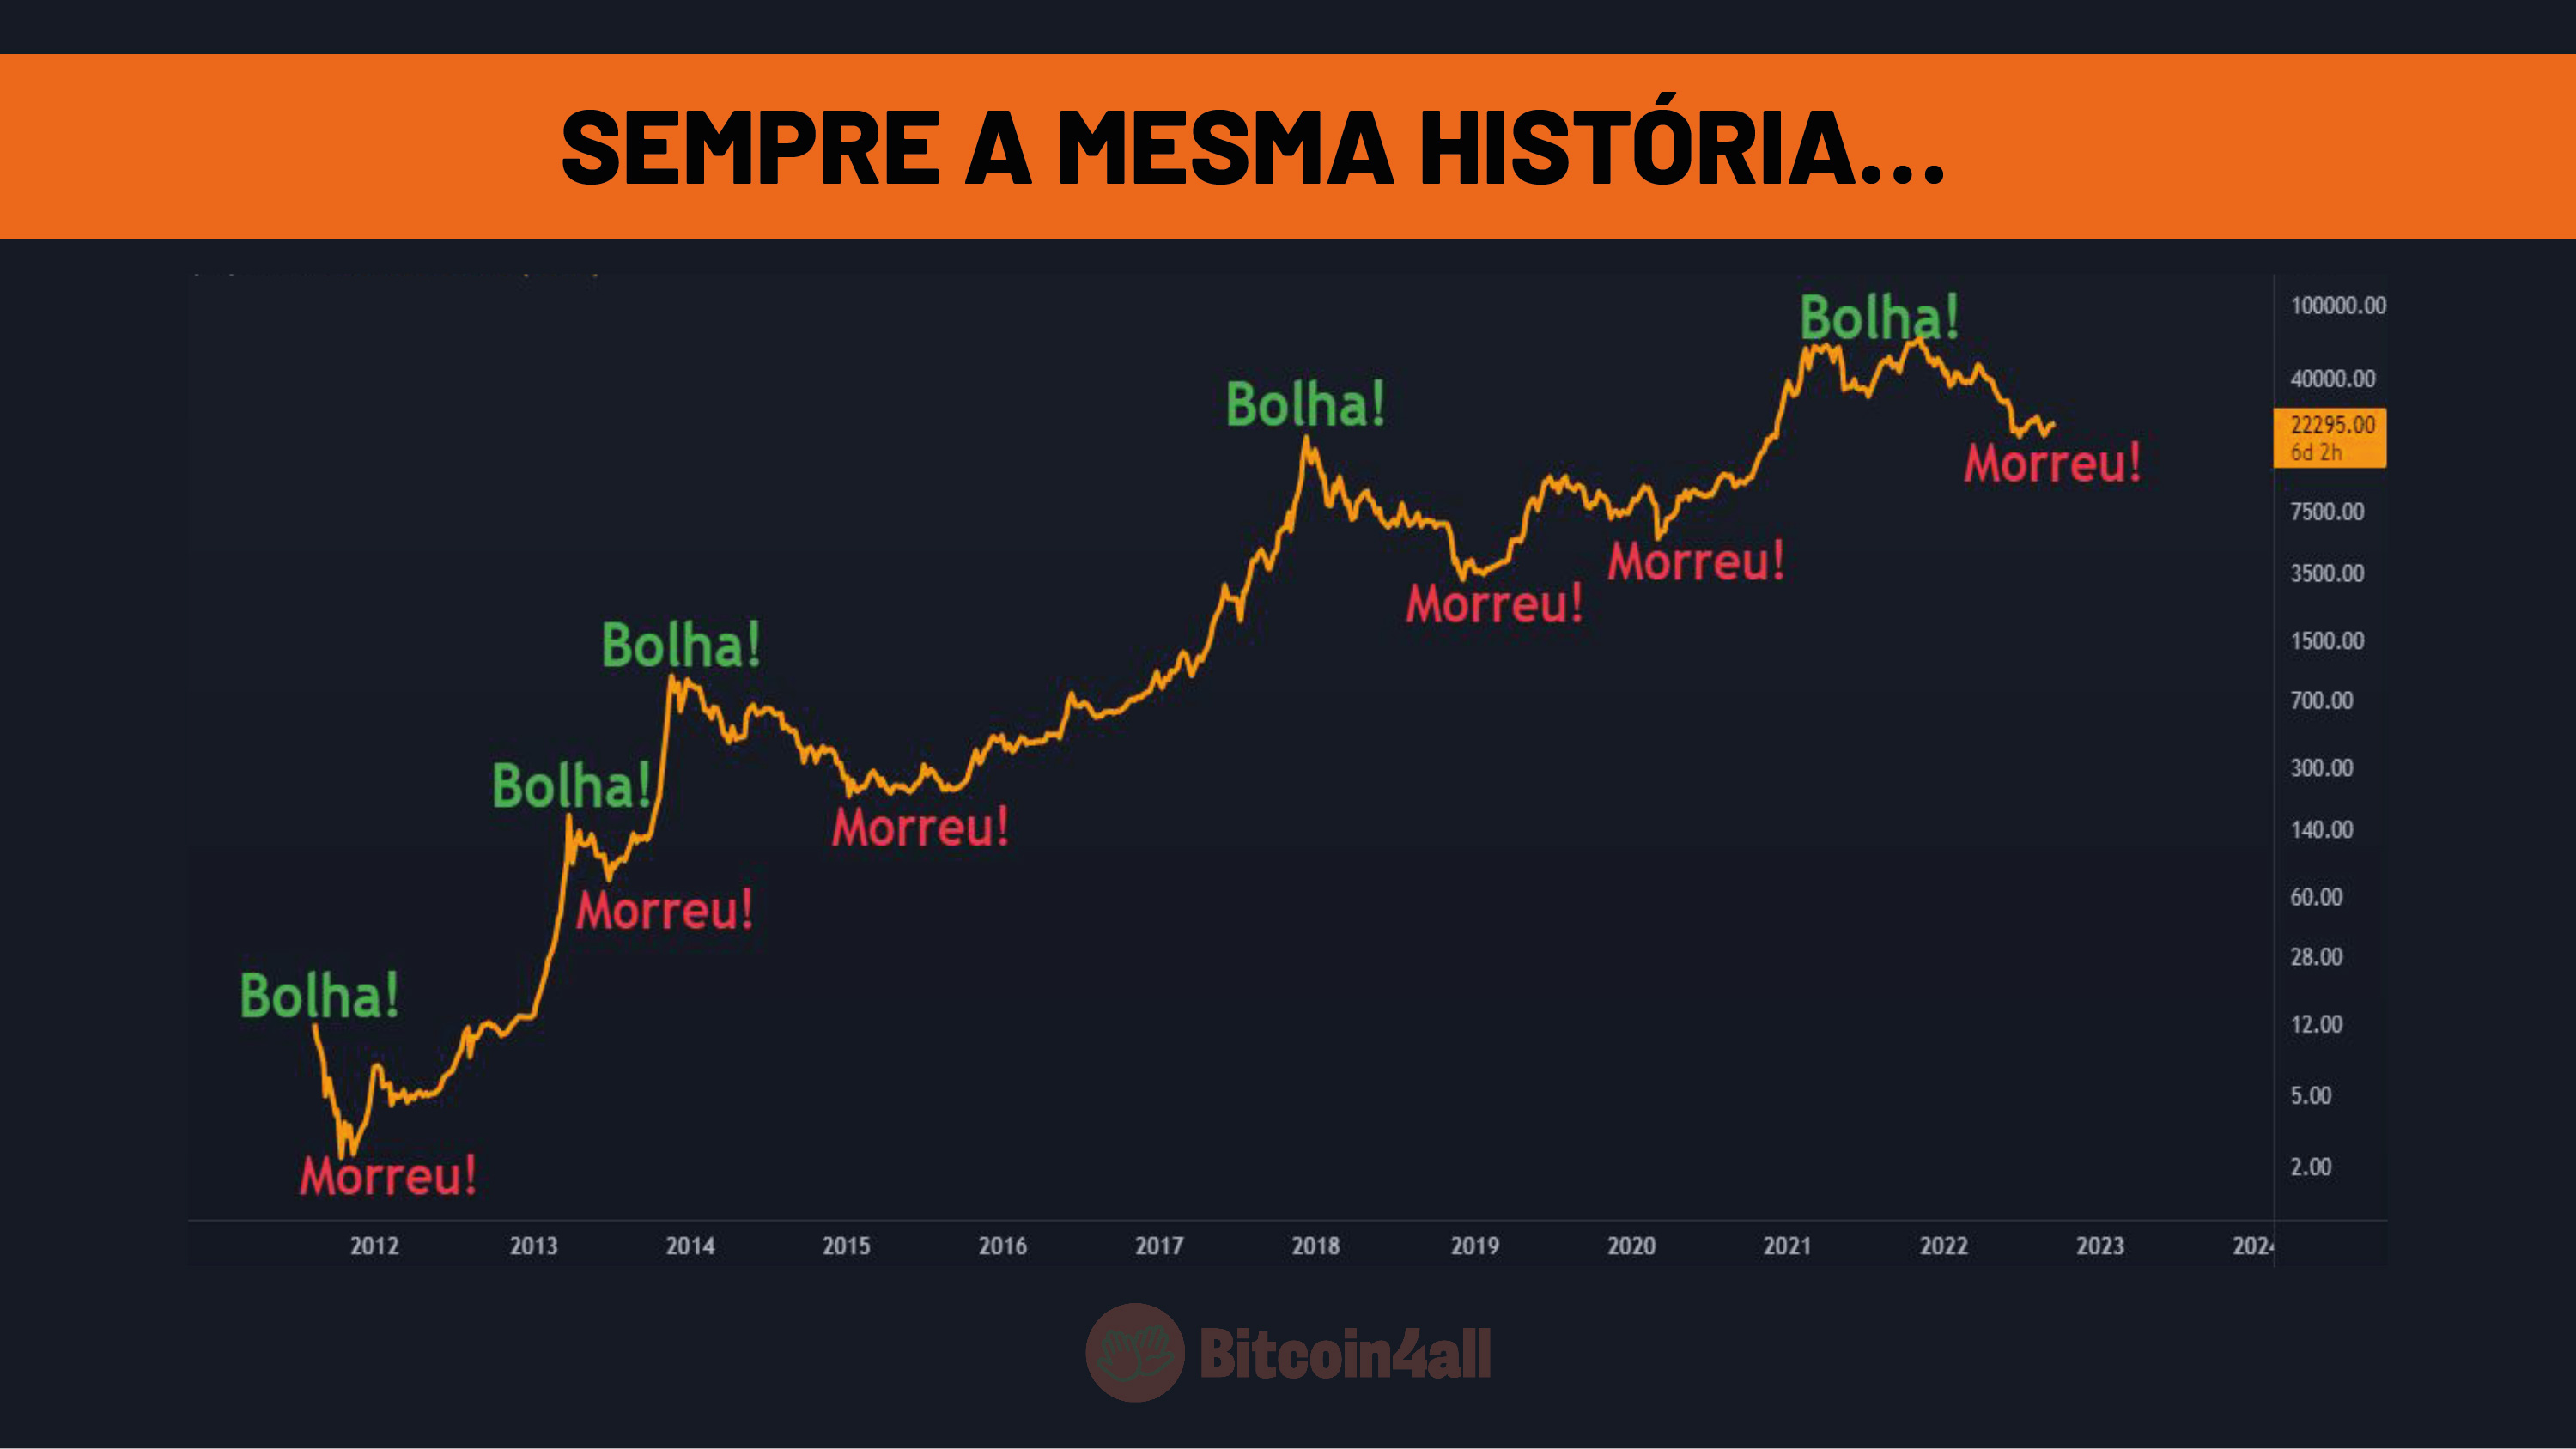 SEMPRE A MESMA HISTÓRIA...
Bolha!
100000.00
40000.00
Bolha!
22295.00
6d 2h
Morreu!
7500.00
Morreu!
3500.00
Morreu!
Bolha!
1500.00
700.00
Bolha!
300.00
Morreu!
140.00
Morreu!
60.00
28.00
Bolha!
12.00
5.00
Morreu!
2.00
2012 2013 2014 2015 2016 2017 2018 2019 2020 2021 2022 2023
Bitcoin4all